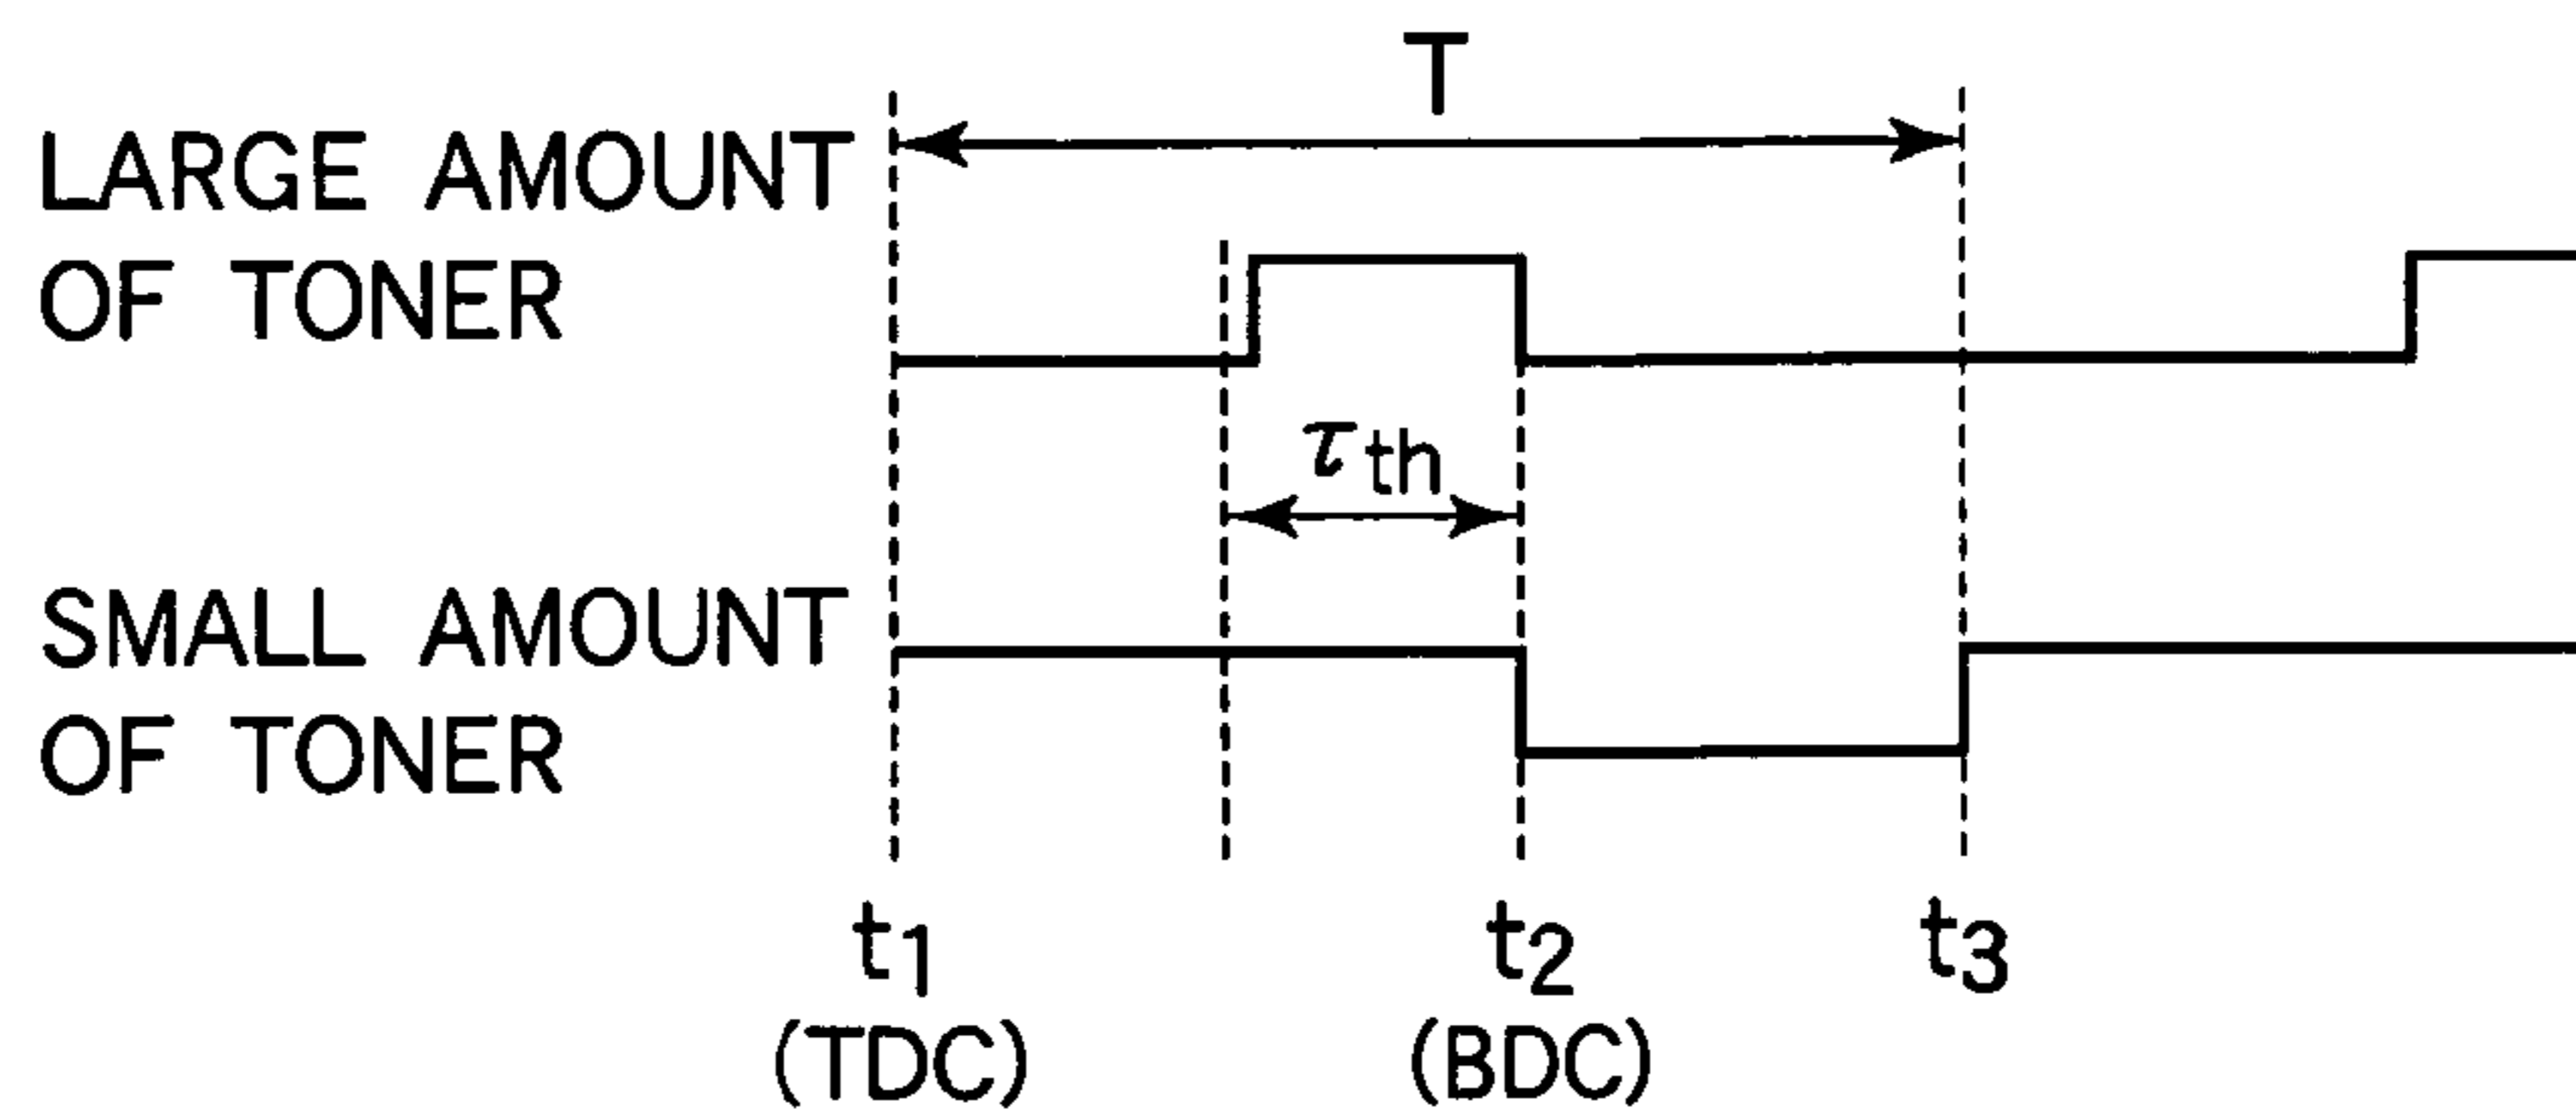 T
LARGE AMOUNT
OF TONER
τth
SMALL AMOUNT
OF TONER
t1
(TDC)
t2
(BDC)
t3